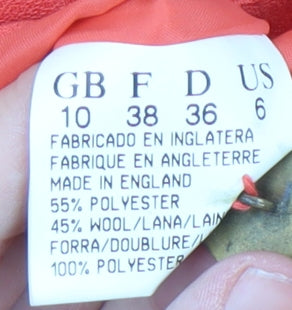 GB F D US
10 38 36 6
FABRICADO EN INGLATERA
FABRIQUE EN ANGLETERRE
MADE IN ENGLAND
55% POLYESTER
45% WOOL/LANA/LAIN
FORRA/DOUBLURE/
100% POLYESTER